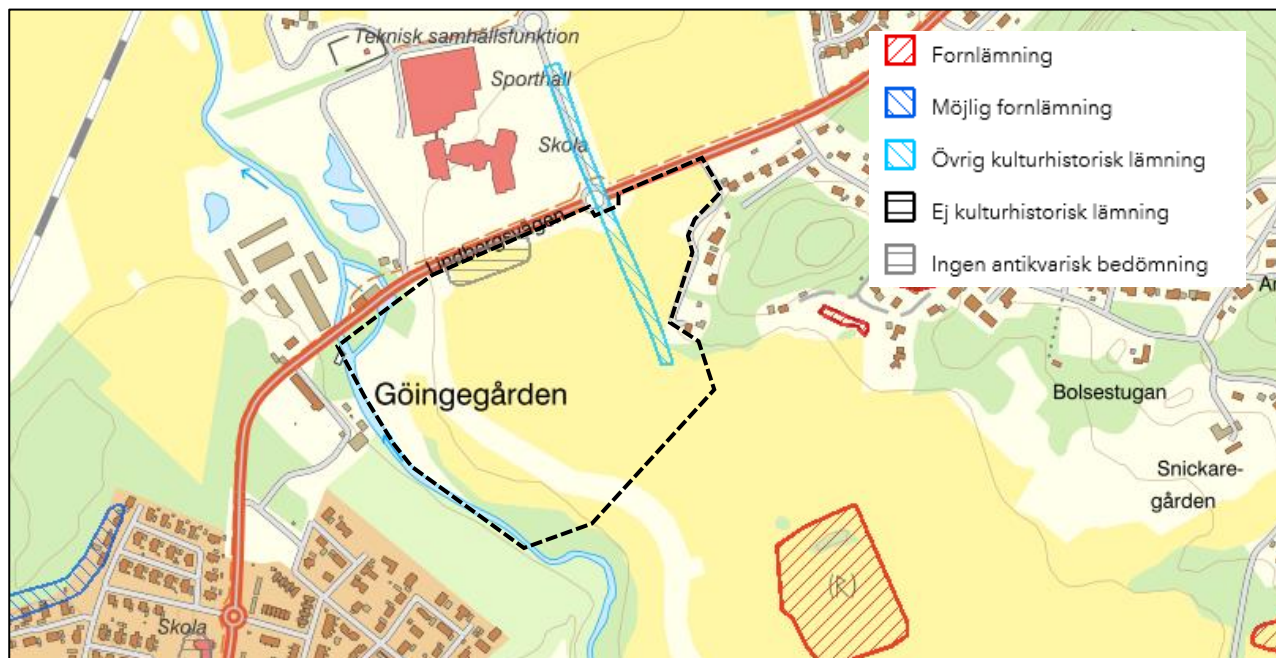 Teknisk samhällsfunktion
Sporthall
Skola
Lindbergsvägen
Göingegården
Skola
Bolsestugan
Snickare-
gården
(R)
Fornlämning
Möjlig fornlämning
Övrig kulturhistorisk lämning
Ej kulturhistorisk lämning
Ingen antikvarisk bedömning